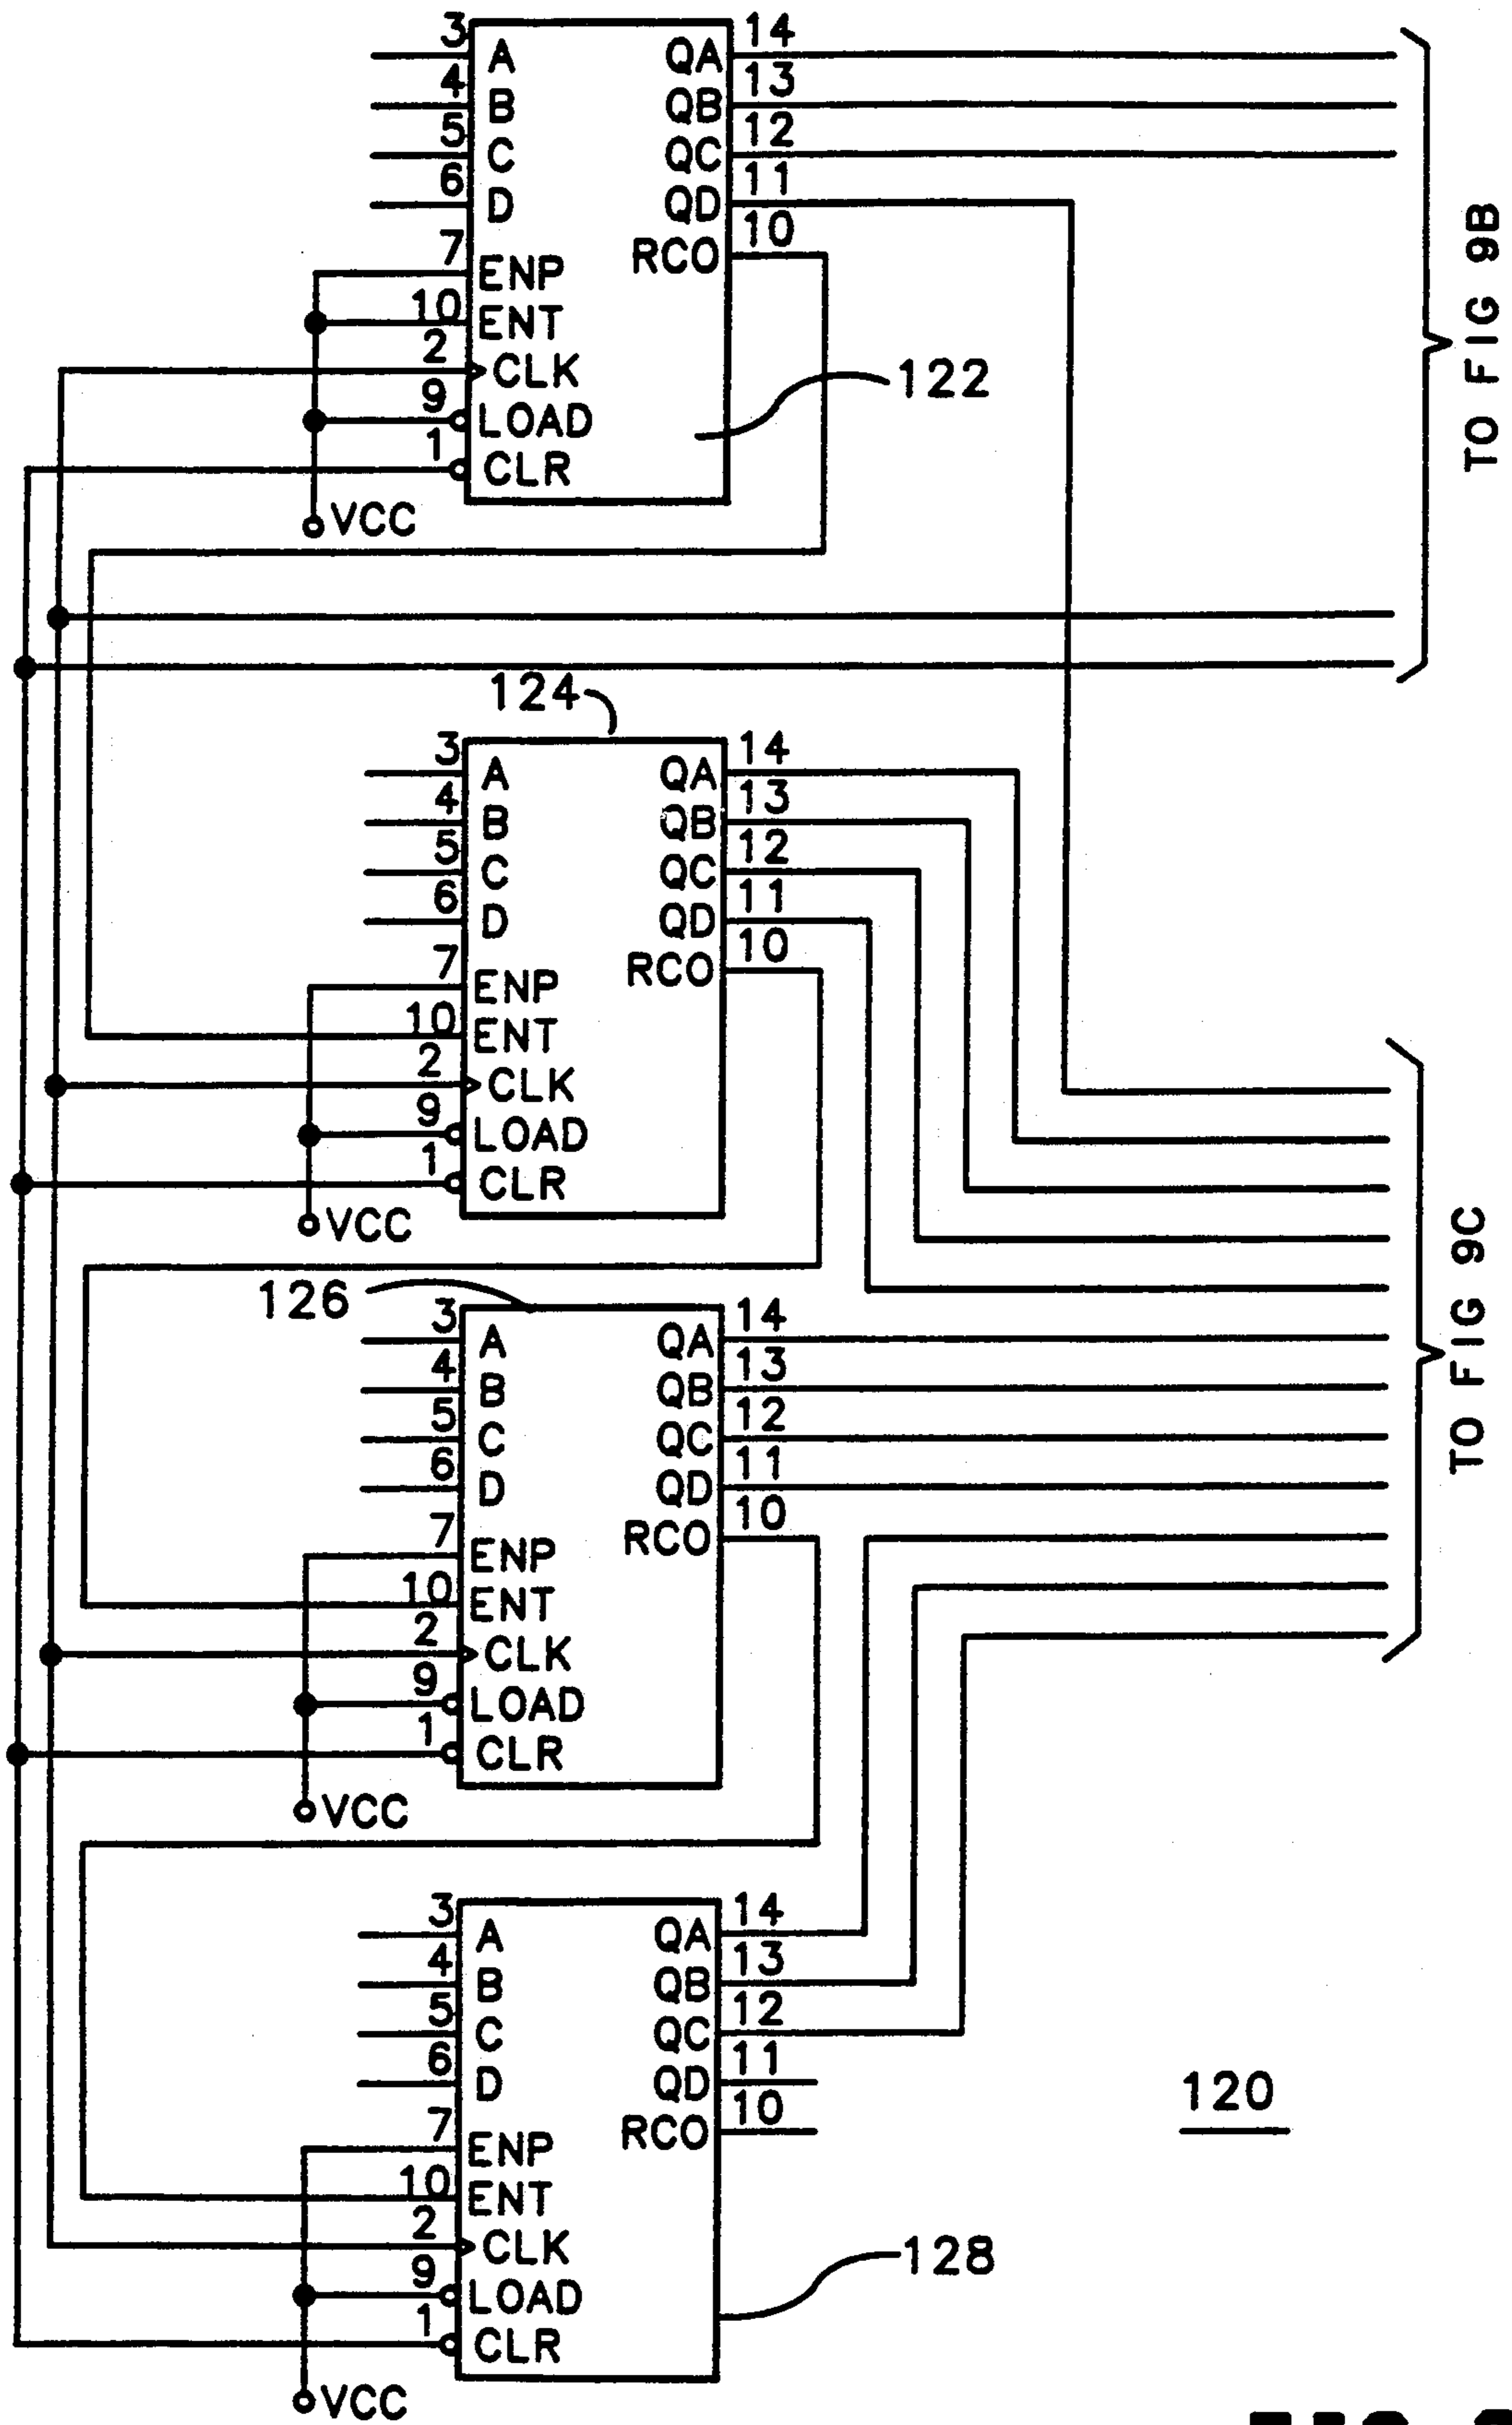 3 A QA 14
4 B QB 13
5 C QC 12
6 D QD 11
7 ENP RCO 10
10 ENT
2 CLK
9 LOAD
1 CLR
VCC
122
TO FIG 9B
124
3 A QA 14
4 B QB 13
5 C QC 12
6 D QD 11
7 ENP RCO 10
10 ENT
2 CLK
9 LOAD
1 CLR
VCC
126
3 A QA 14
4 B QB 13
5 C QC 12
6 D QD 11
7 ENP RCO 10
10 ENT
2 CLK
9 LOAD
1 CLR
VCC
TO FIG 9C
3 A QA 14
4 B QB 13
5 C QC 12
6 D QD 11
7 ENP RCO 10
10 ENT
2 CLK
9 LOAD
1 CLR
VCC
128
120